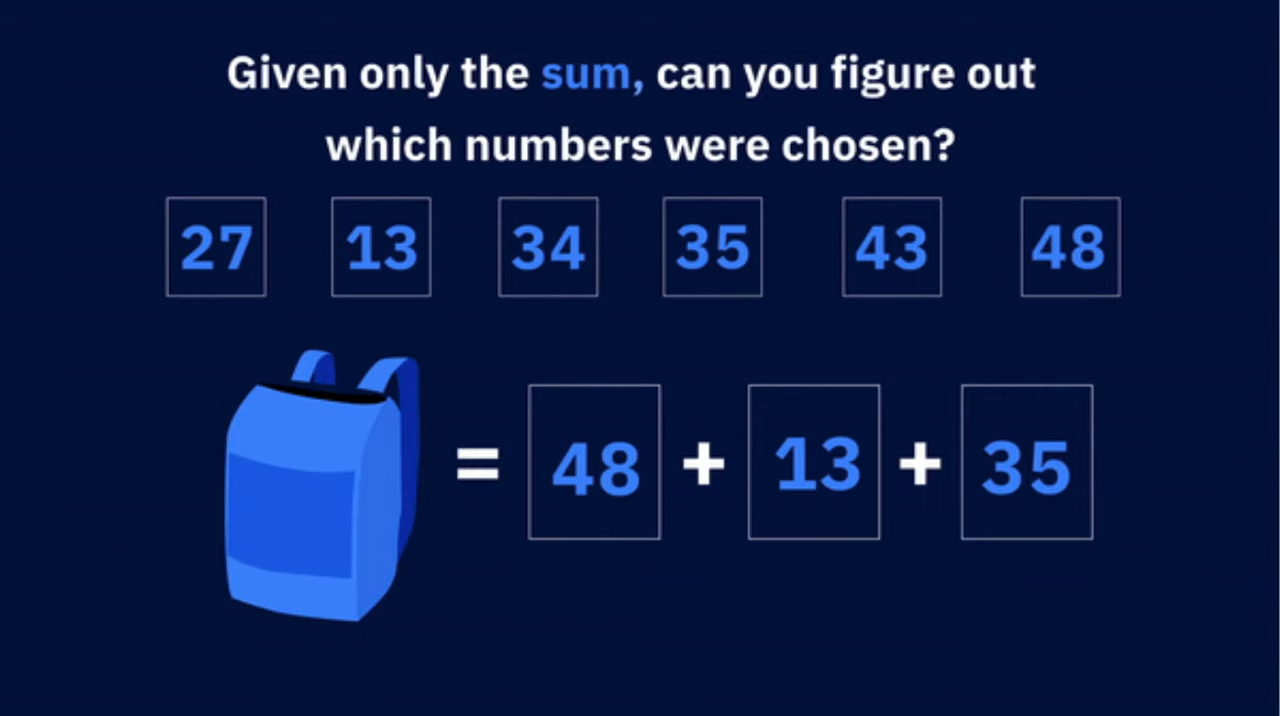 Given only the sum, can you figure out
which numbers were chosen?
27 13 34 35 43 48
= 48 + 13 + 35